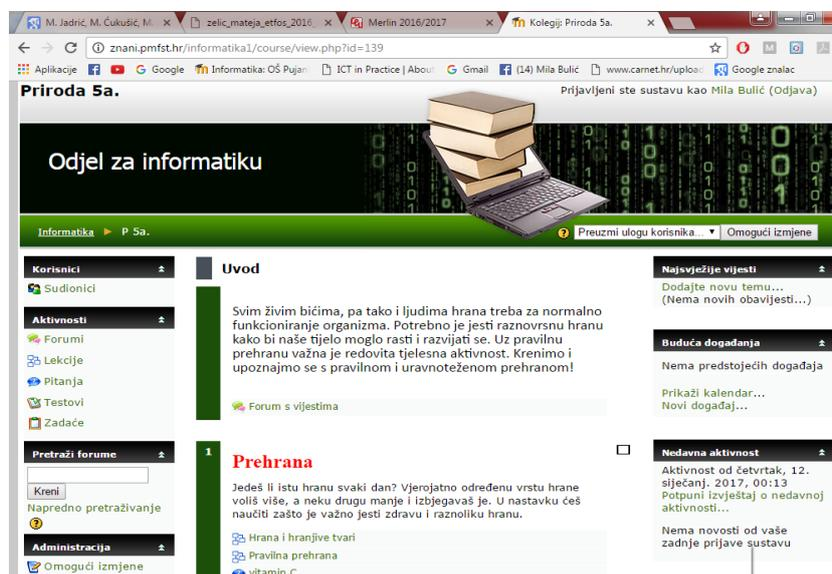 M. Jadrić, M. Ćukušić, M.
zelic_mateja_etfos_2016_
Merlin 2016/2017
Kolegij: Priroda 5a.
znani.pmfst.hr/informatika1/course/view.php?id=139
Aplikacije
Google
Informatika: OŠ Pujan
ICT in Practice | About
Gmail
(14) Mila Bulić
www.carnet.hr/upload
Google znalac
Priroda 5a.
Prijavljeni ste sustavu kao Mila Bulić (Odjava)
Odjel za informatiku
Informatika ► P 5a.
Preuzmi ulogu korisnika...
Omogući izmjene
Korisnici
Sudionici
Aktivnosti
Forumi
Lekcije
Pitanja
Testovi
Zadaće
Pretraži forume
Kreni
Napredno pretraživanje
Administracija
Omogući izmjene
Uvod
Svim živim bićima, pa tako i ljudima hrana treba za normalno
funkcioniranje organizma. Potrebno je jesti raznovrsnu hranu
kako bi naše tijelo moglo rasti i razvijati se. Uz pravilnu
prehranu važna je redovita tjelesna aktivnost. Krenimo i
upoznajmo se s pravilnom i uravnoteženom prehranom!
Forum s vijestima
1
Prehrana
Jedeš li istu hranu svaki dan? Vjerojatno određenu vrstu hrane
voliš više, a neku drugu manje i izbjegavaš je. U nastavku ćeš
naučiti zašto je važno jesti zdravu i raznoliku hranu.
Hrana i hranjive tvari
Pravilna prehrana
vitamin C
Najsvježije vijesti
Dodajte novu temu...
(Nema novih obavijesti...)
Buduća događanja
Nema predstojećih događaja
Prikaži kalendar...
Novi događaj...
Nedavna aktivnost
Aktivnost od četvrtak, 12.
siječanj. 2017, 00:13
Potpuni izvještaj o nedavnoj
aktivnosti...
Nema novosti od vaše
zadnje prijave sustavu